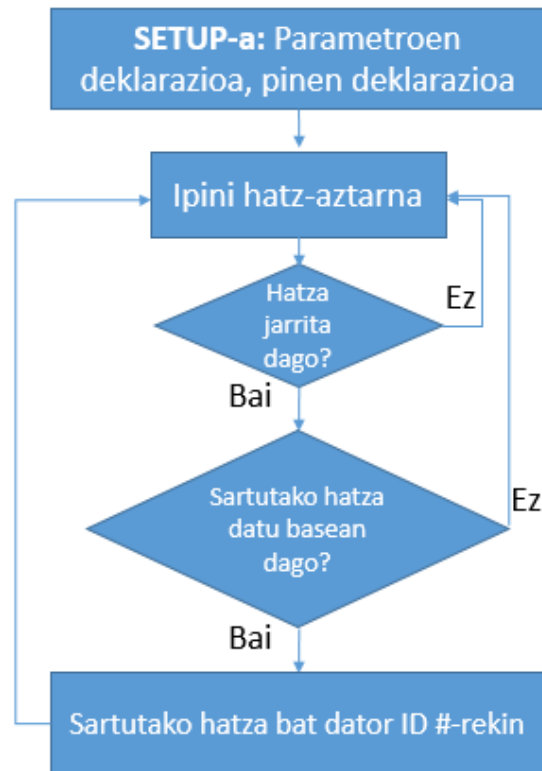 SETUP-a: Parametroen
deklarazioa, pinen deklarazioa
Ipini hatz-aztarna
Hatza
jarrita
dago?
Ez
Bai
Sartutako hatza
datu basean
dago?
Ez
Bai
Sartutako hatza bat dator ID #-rekin